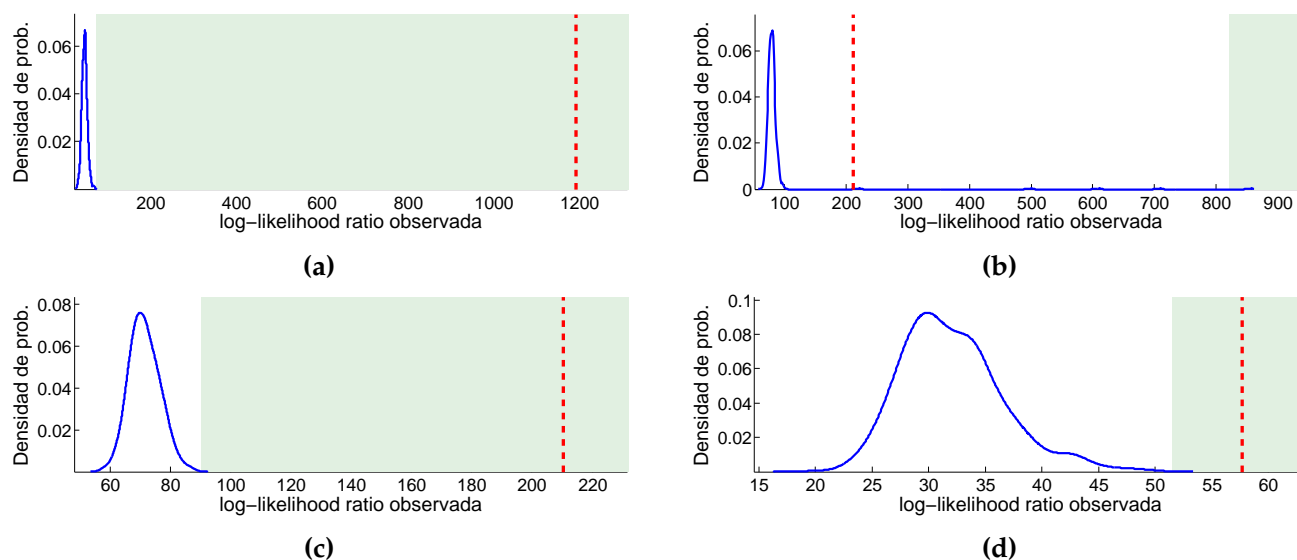 Densidad de prob.
0.06
0.04
0.02
200 400 600 800 1000 1200
log−likelihood ratio observada
(a)
Densidad de prob.
0.06
0.04
0.02
0
100 200 300 400 500 600 700 800 900
log−likelihood ratio observada
(b)
Densidad de prob.
0.08
0.06
0.04
0.02
60 80 100 120 140 160 180 200 220
log−likelihood ratio observada
(c)
Densidad de prob.
0.1
0.08
0.06
0.04
0.02
15 20 25 30 35 40 45 50 55 60
log−likelihood ratio observada
(d)